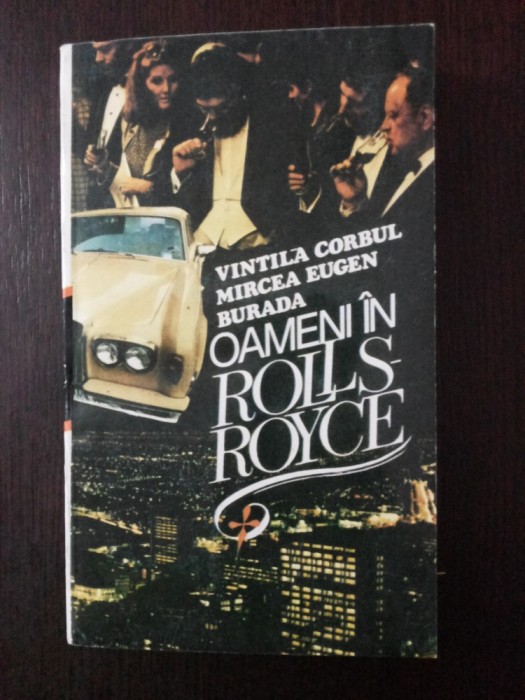 VINTILA CORBUL
MIRCEA EUGEN
BURADA
OAMENI ÎN
ROLLS-
ROYCE